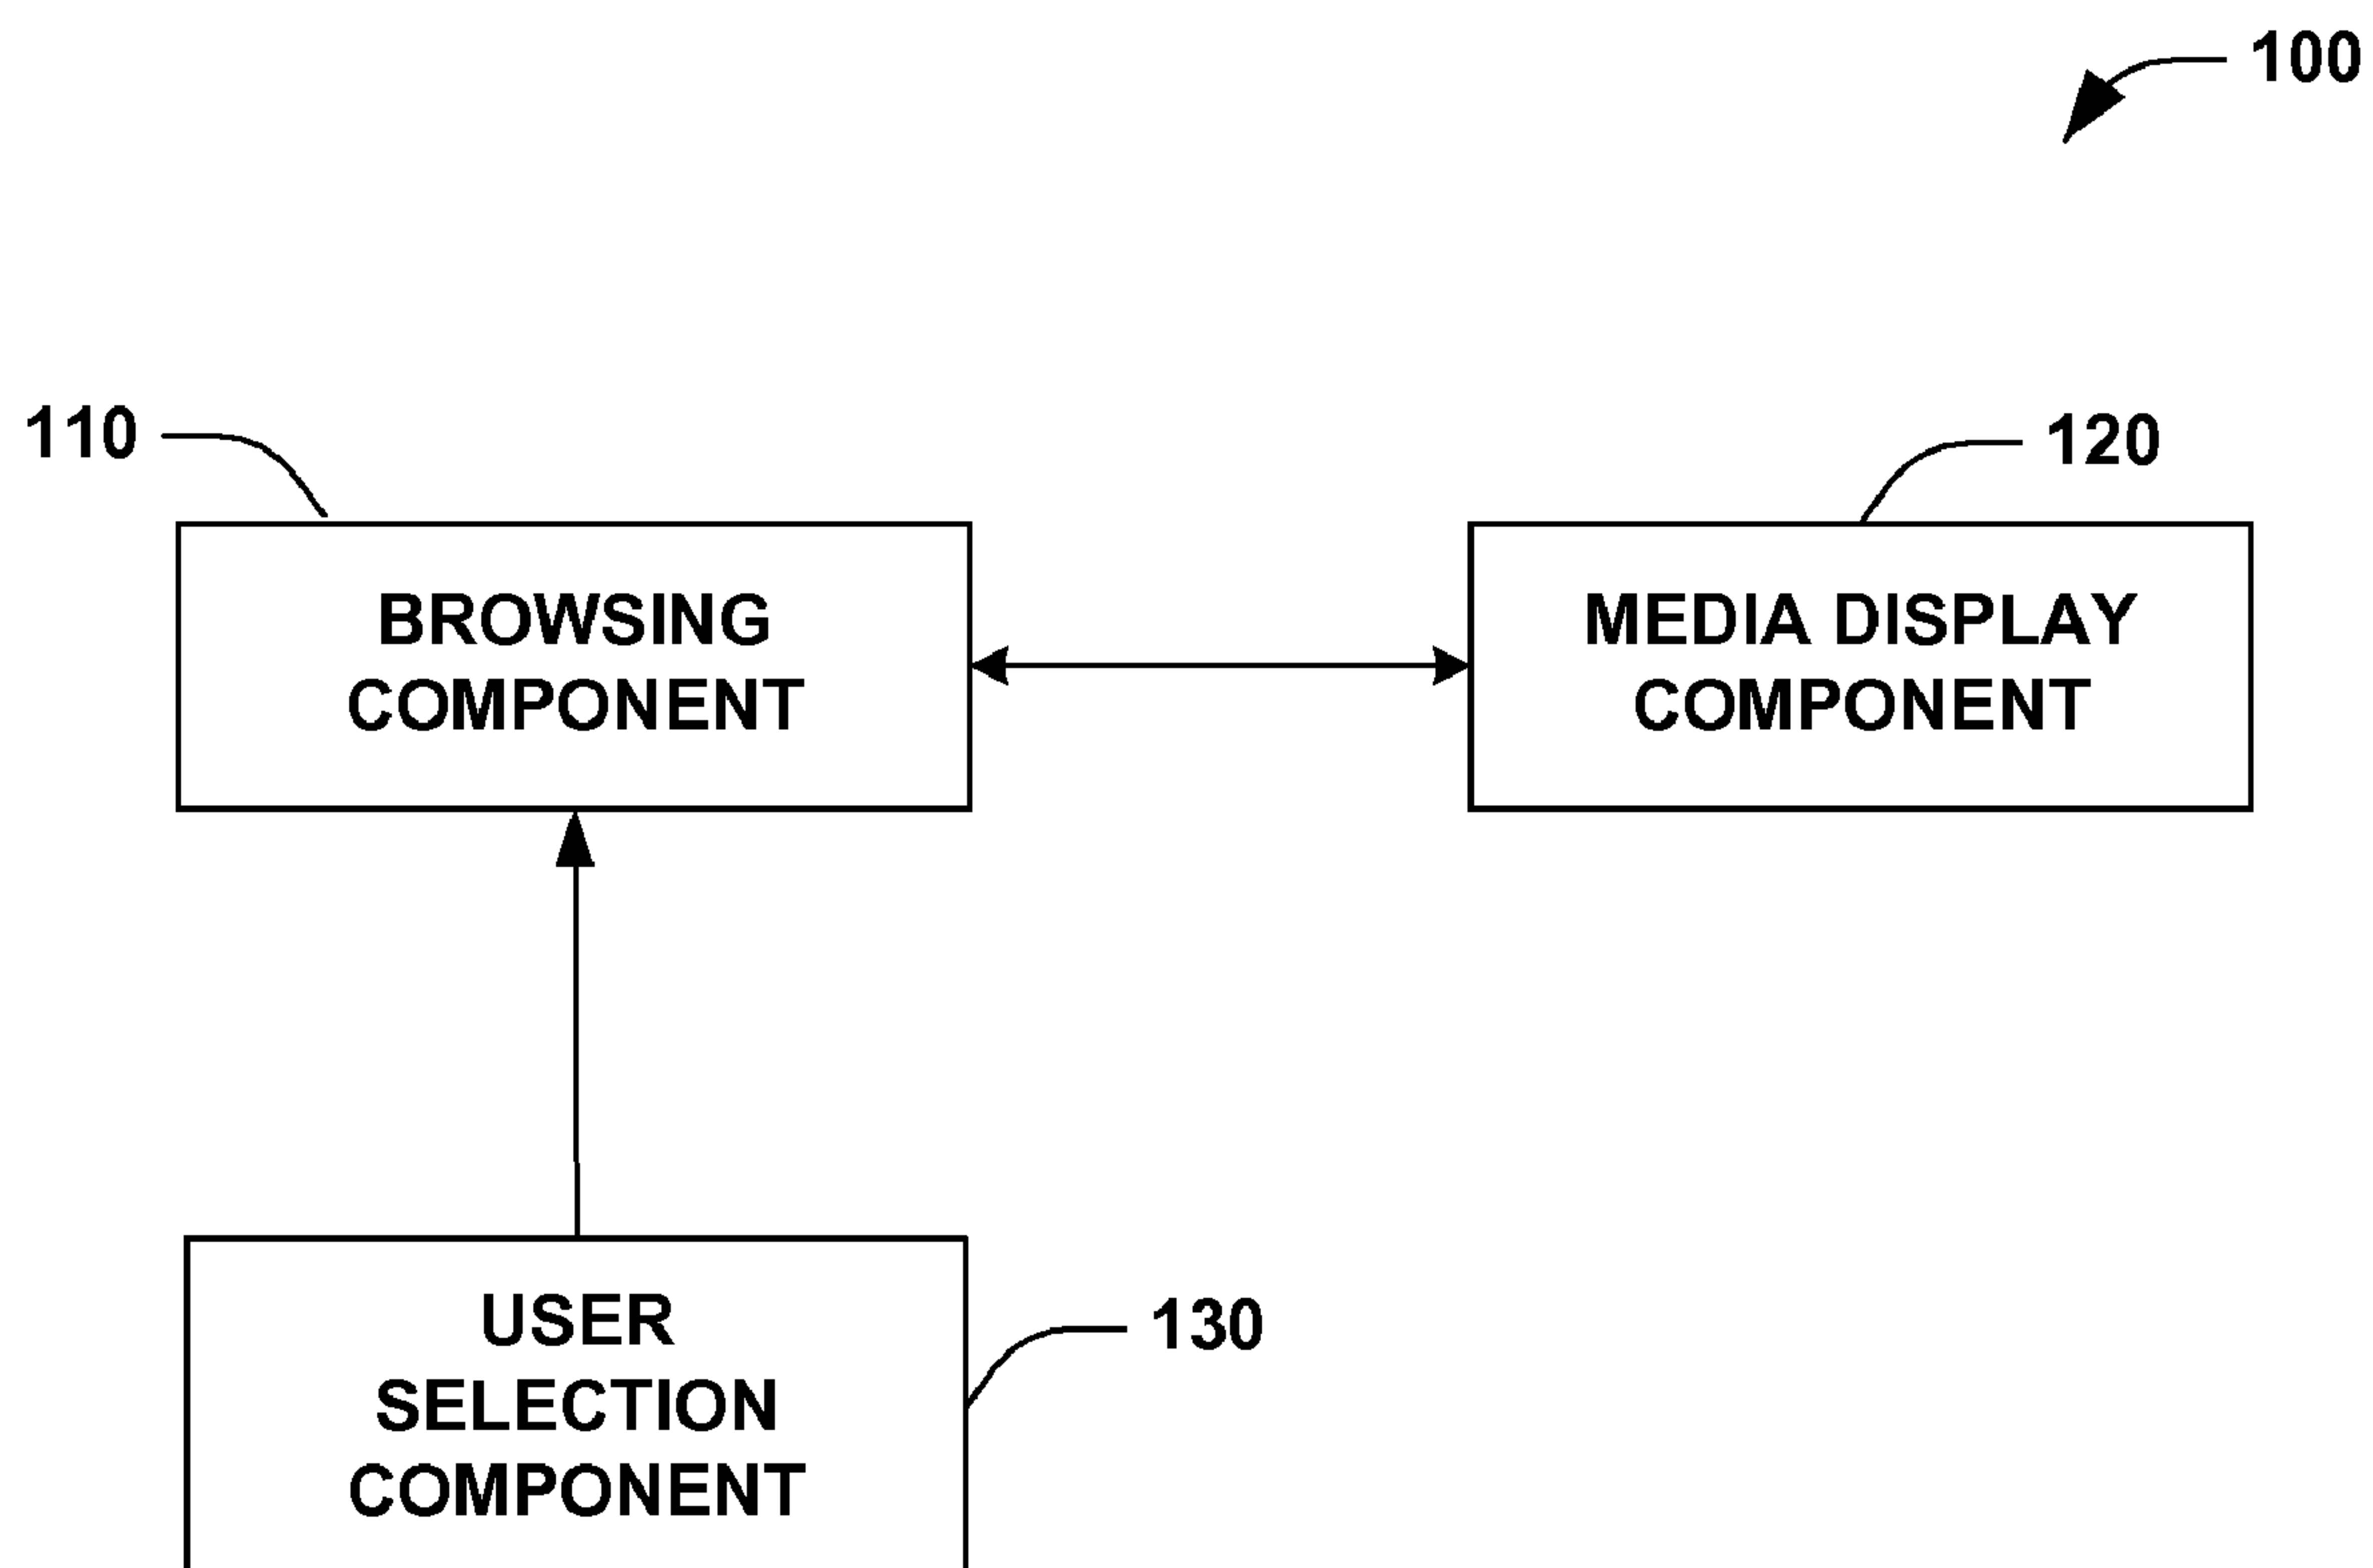 100
110
120
BROWSING
COMPONENT
MEDIA DISPLAY
COMPONENT
USER
SELECTION
COMPONENT
130